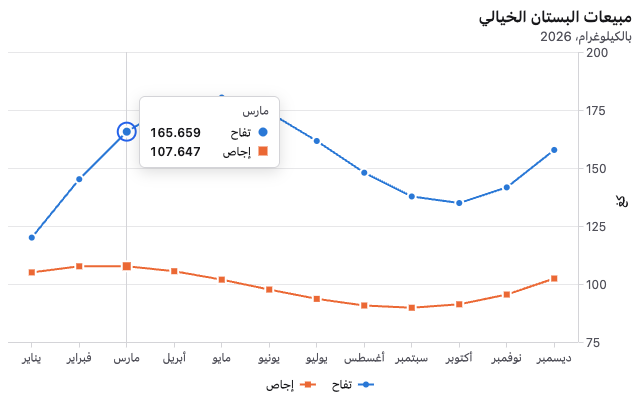 مبيعات البستان الخيالي
بالكيلوغرام، 2026
200
175
150
125
100
75
كغ
مارس
تفاح 165.659
إجاص 107.647
يناير فبراير مارس أبريل مايو يونيو يوليو أغسطس سبتمبر أكتوبر نوفمبر ديسمبر
تفاح إجاص